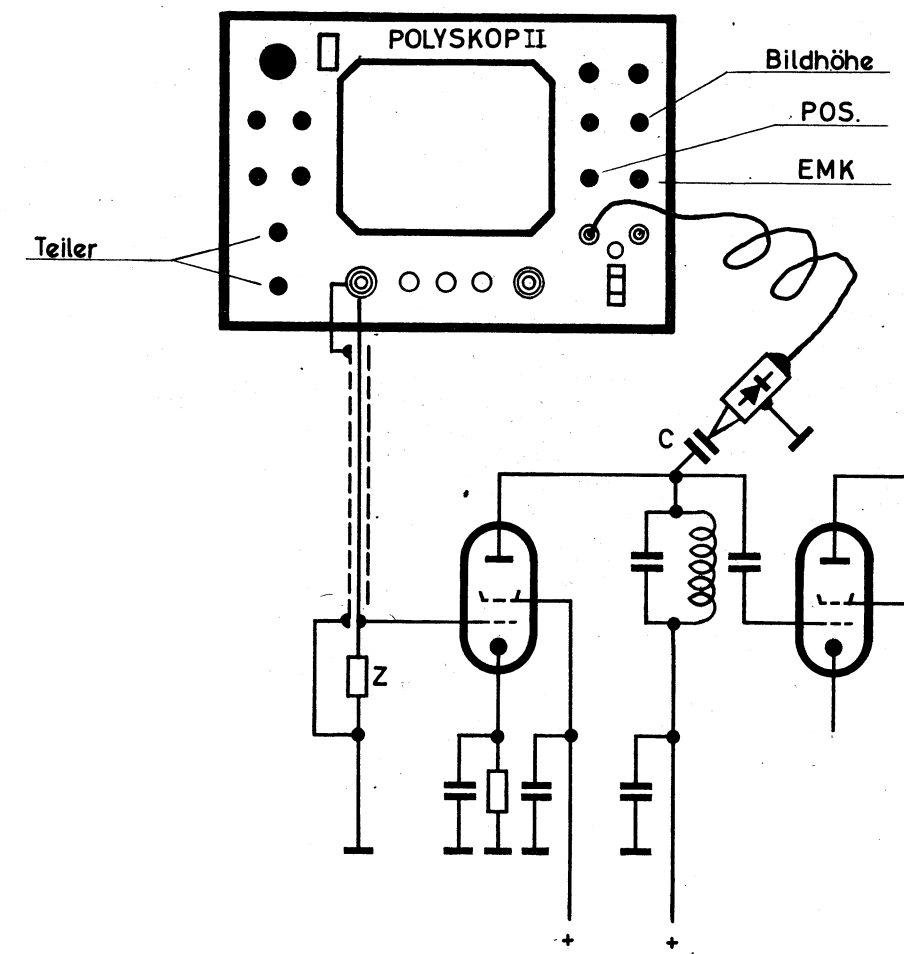 POLYSKOP II
Bildhöhe
POS.
EMK
Teiler
C
Z
+
+